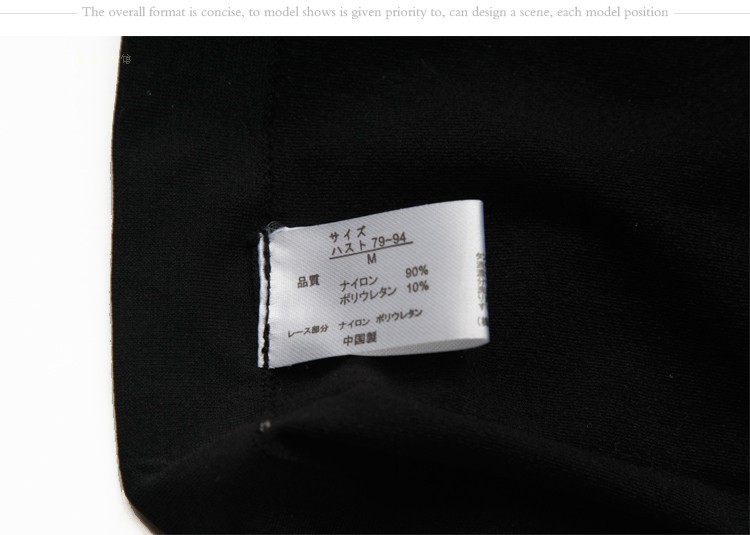 The overall format is concise, to model shows is given priority to, can design a scene, each model position
サイズ
ハスト 79~94
M
品質 ナイロン 90%
ポリウレタン 10%
レース部分 ナイロン ポリウレタン
中国製